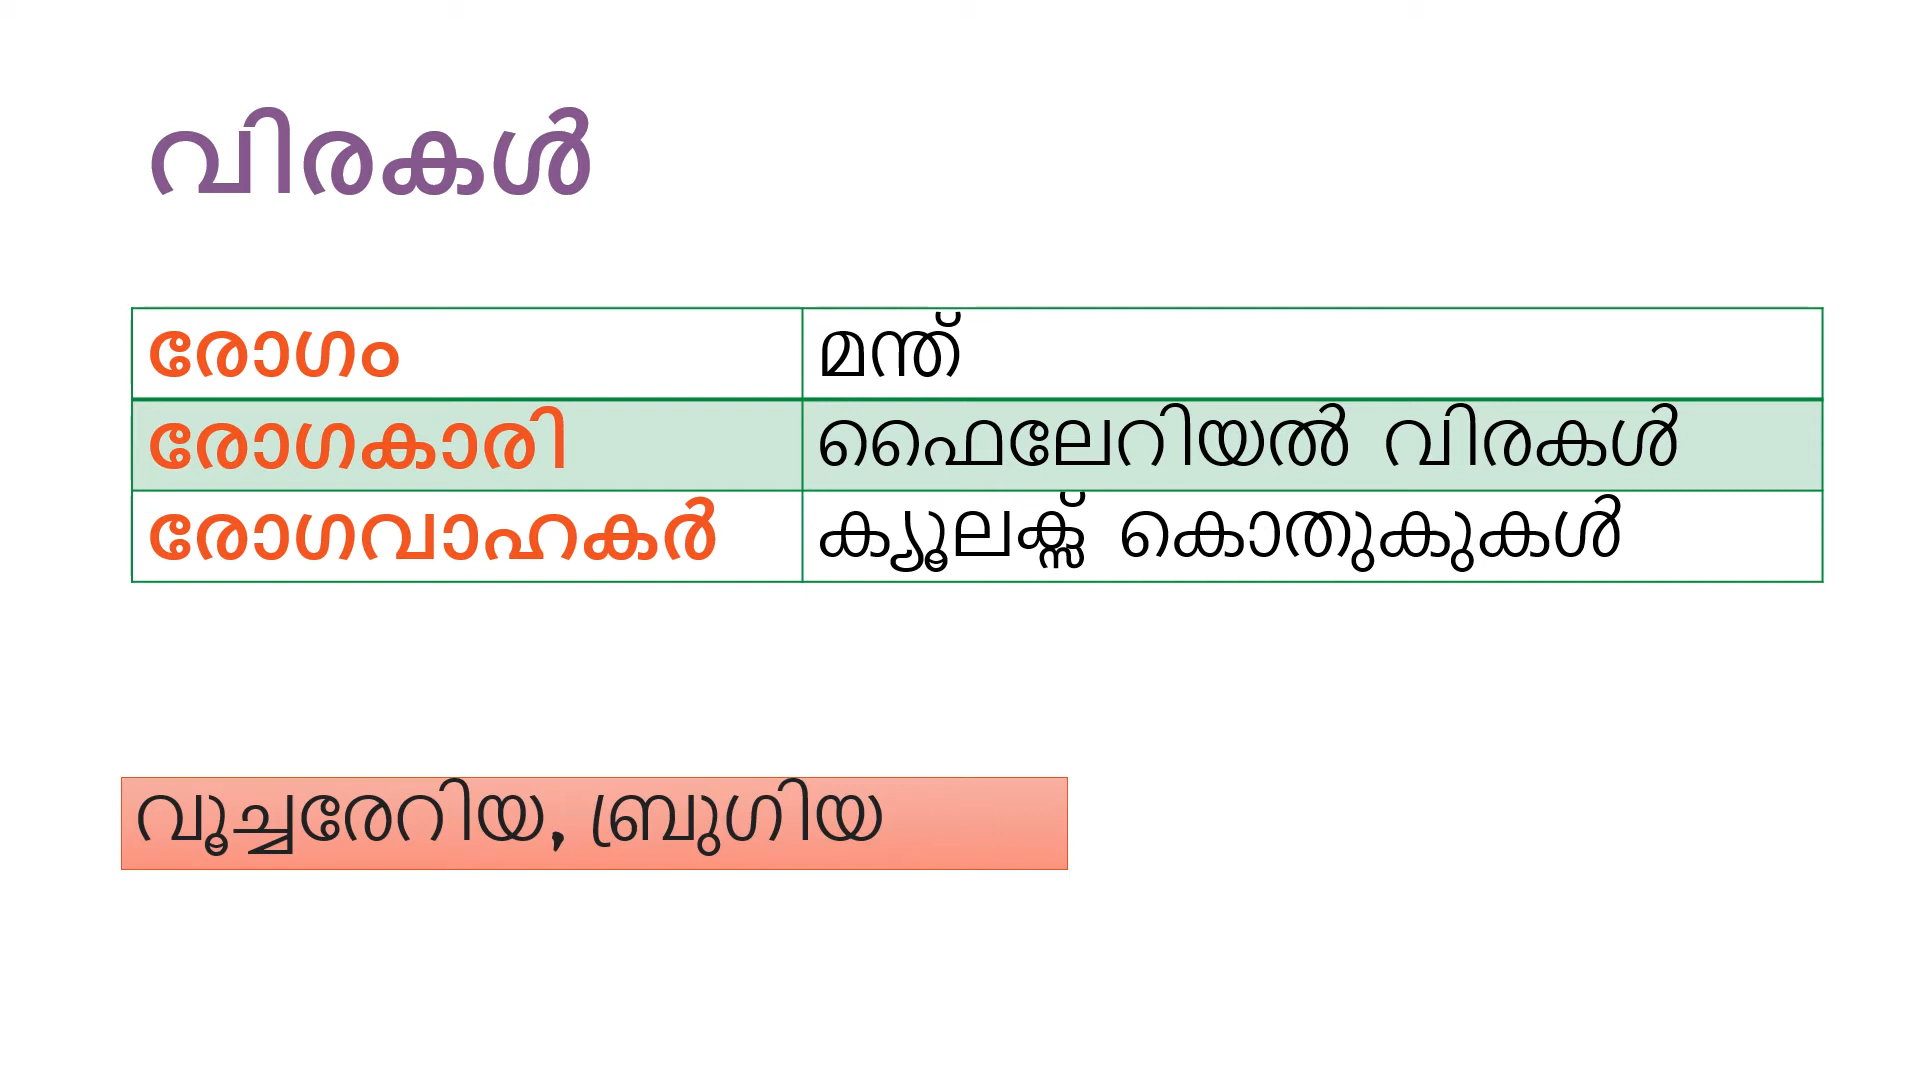 വിരകൾ
രോഗം മന്ത്
രോഗകാരി ഫൈലേറിയൽ വിരകൾ
രോഗവാഹകർ ക്യൂലക്സ് കൊതുകുകൾ
വൂച്ചരേറിയ, ബ്രുഗിയ